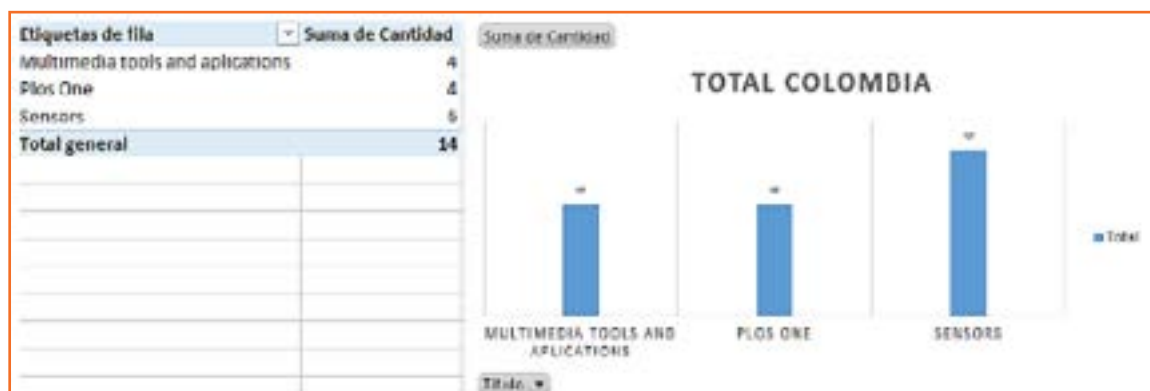 Etiquetas de fila Suma de Cantidad
Multimedia tools and aplications 4
Plos One 4
Sensors 6
Total general 14
Suma de Cantidad
TOTAL COLOMBIA
MULTIMEDIA TOOLS AND
APLICATIONS
PLOS ONE
SENSORS
Total
Titulo